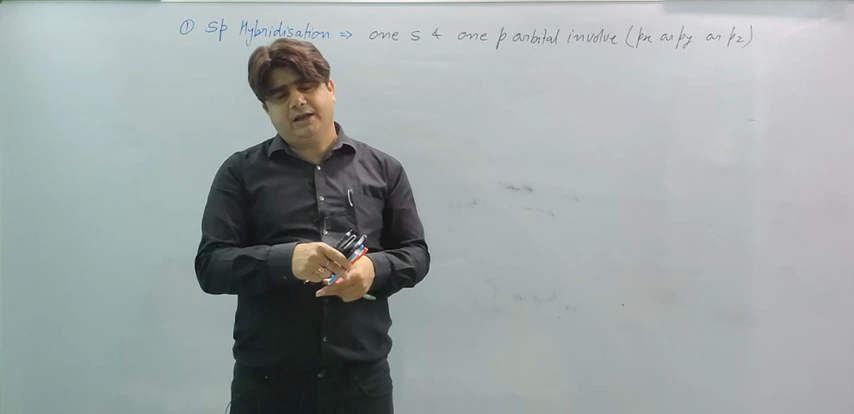 ① Sp Hybridisation ⇒ one s & one p orbital involve (px or py or pz)